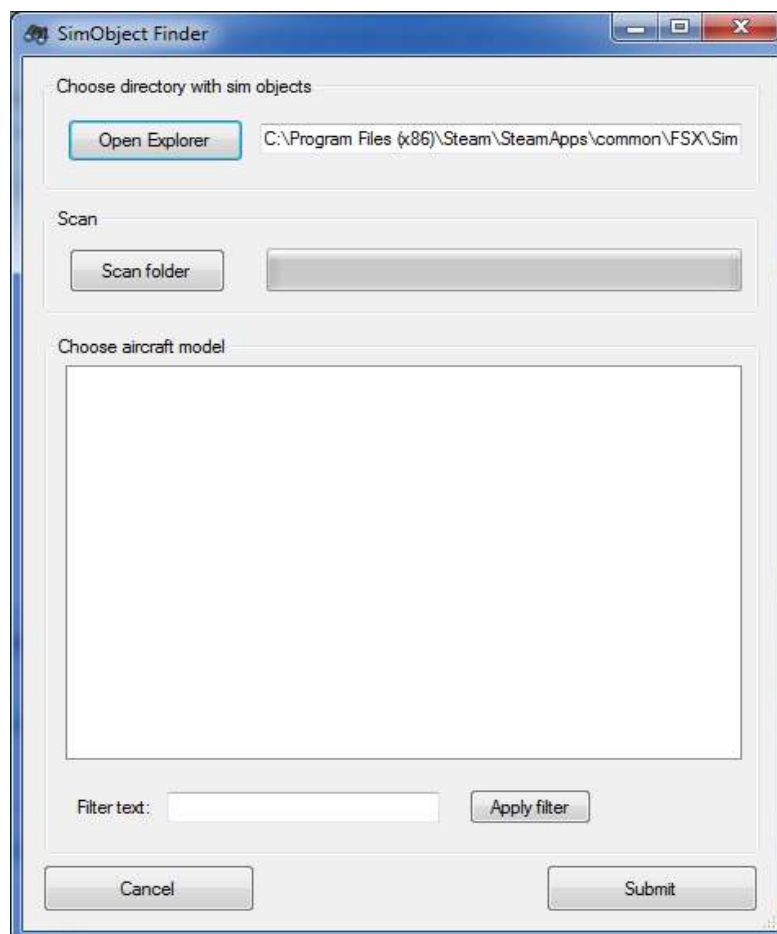 SimObject Finder
Choose directory with sim objects
Open Explorer C:\Program Files (x86)\Steam\SteamApps\common\FSX\Sim
Scan
Scan folder
Choose aircraft model
Filter text: Apply filter
Cancel Submit